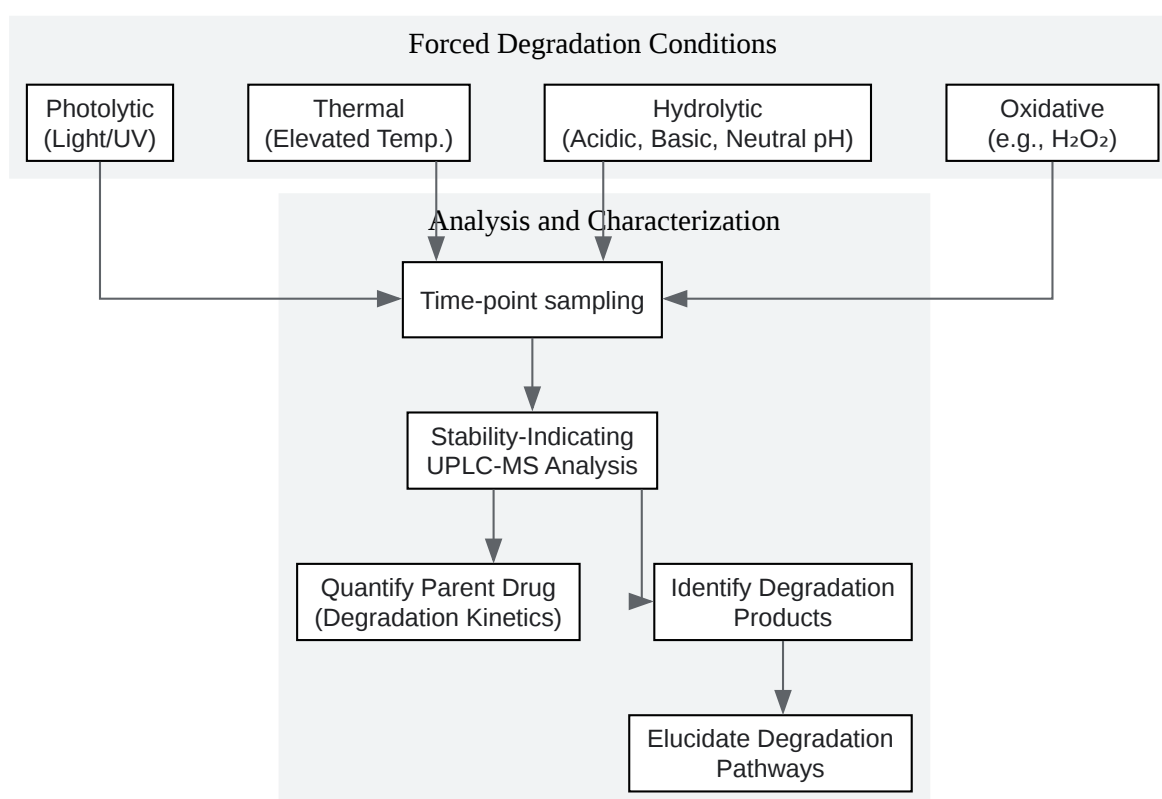 Forced Degradation Conditions
Photolytic
(Light/UV)
Thermal
(Elevated Temp.)
Hydrolytic
(Acidic, Basic, Neutral pH)
Oxidative
(e.g., H₂O₂)
Analysis and Characterization
Time-point sampling
Stability-Indicating
UPLC-MS Analysis
Quantify Parent Drug
(Degradation Kinetics)
Identify Degradation
Products
Elucidate Degradation
Pathways